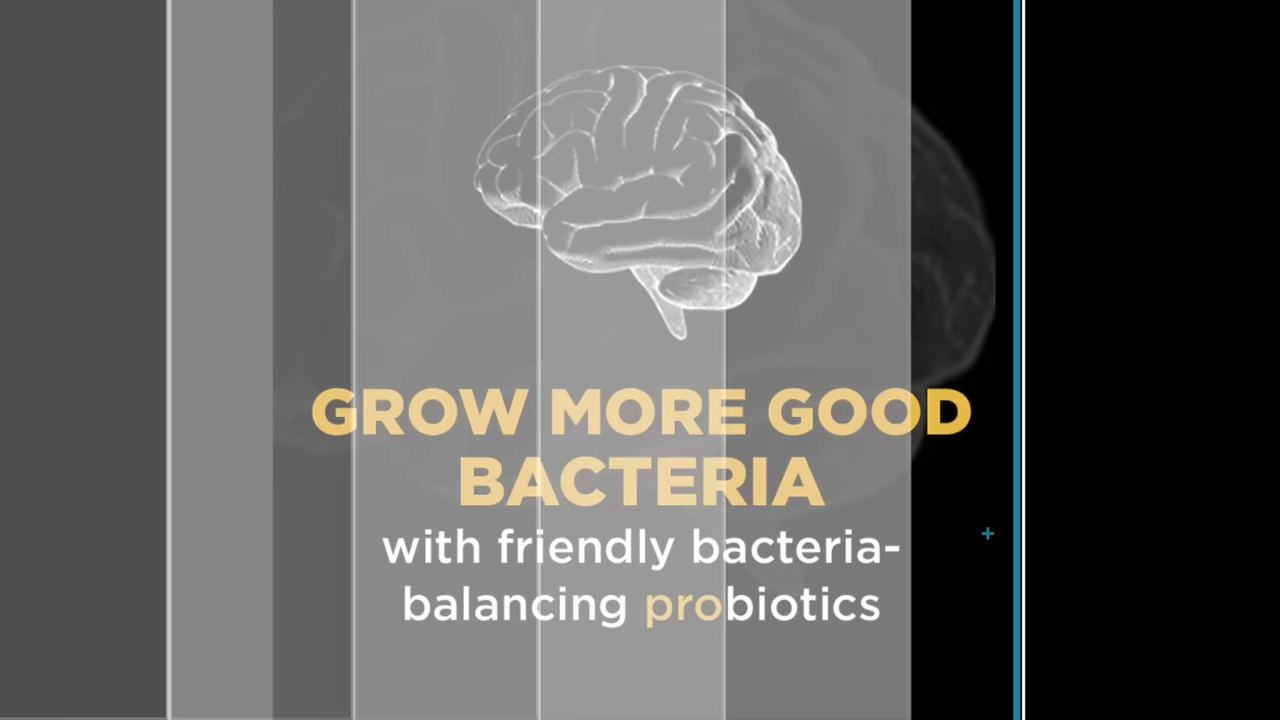 GROW MORE GOOD
BACTERIA
with friendly bacteria-
balancing probiotics